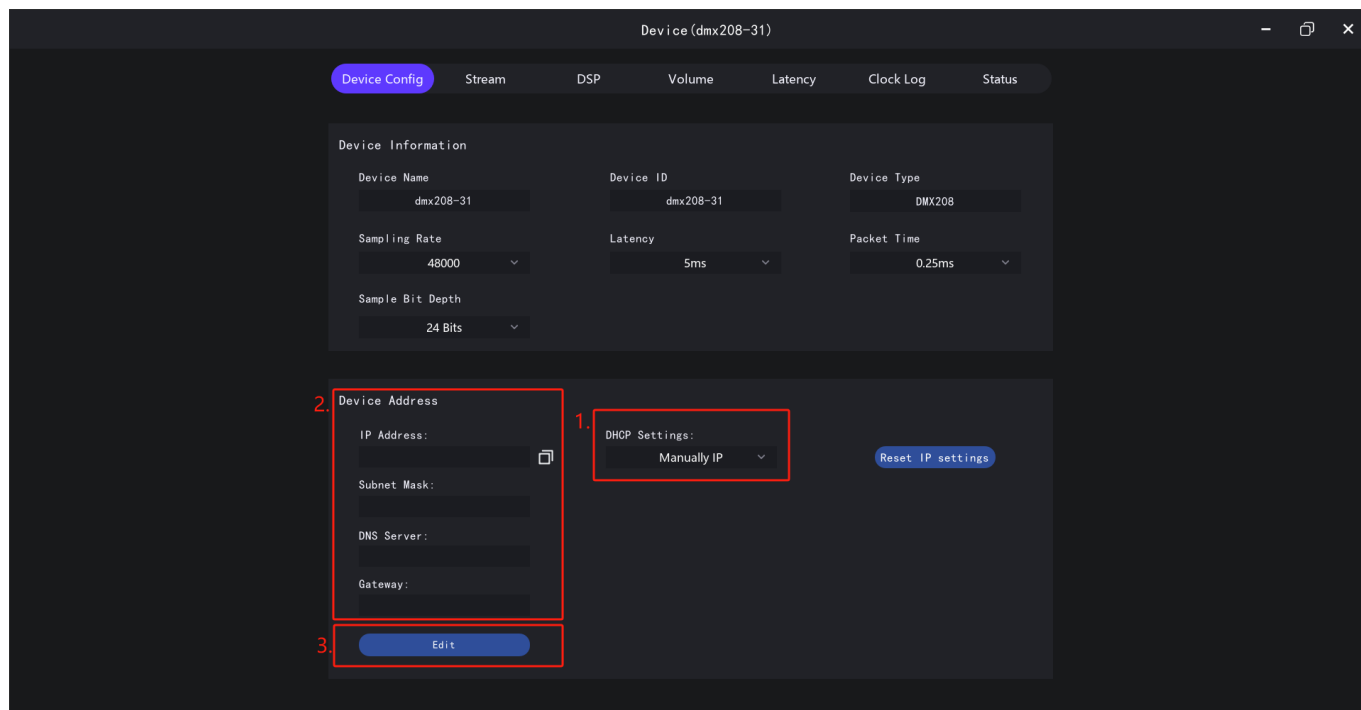 Device(dmx208-31)
Device Config Stream DSP Volume Latency Clock Log Status
Device Information
Device Name Device ID Device Type
dmx208-31 dmx208-31 DMX208
Sampling Rate Latency Packet Time
48000 5ms 0.25ms
Sample Bit Depth
24 Bits
2. Device Address
1.
IP Address: DHCP Settings:
Manually IP Reset IP settings
Subnet Mask:
DNS Server:
Gateway:
3. Edit